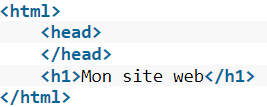 <html>
<head>
</head>
<h1>Mon site web</h1>
</html>